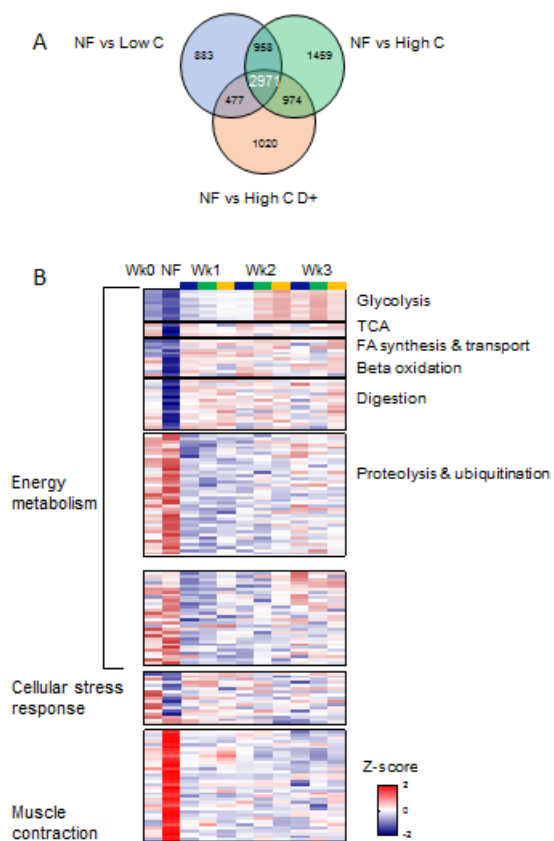 A
NF vs Low C
NF vs High C
883
958
1459
2971
477
974
1020
NF vs High C D+
B
Wk0 NF Wk1 Wk2 Wk3
Glycolysis
TCA
FA synthesis & transport
Beta oxidation
Digestion
Energy
metabolism
Proteolysis & ubiquitination
Cellular stress
response
Z-score
2
0
-2
Muscle
contraction